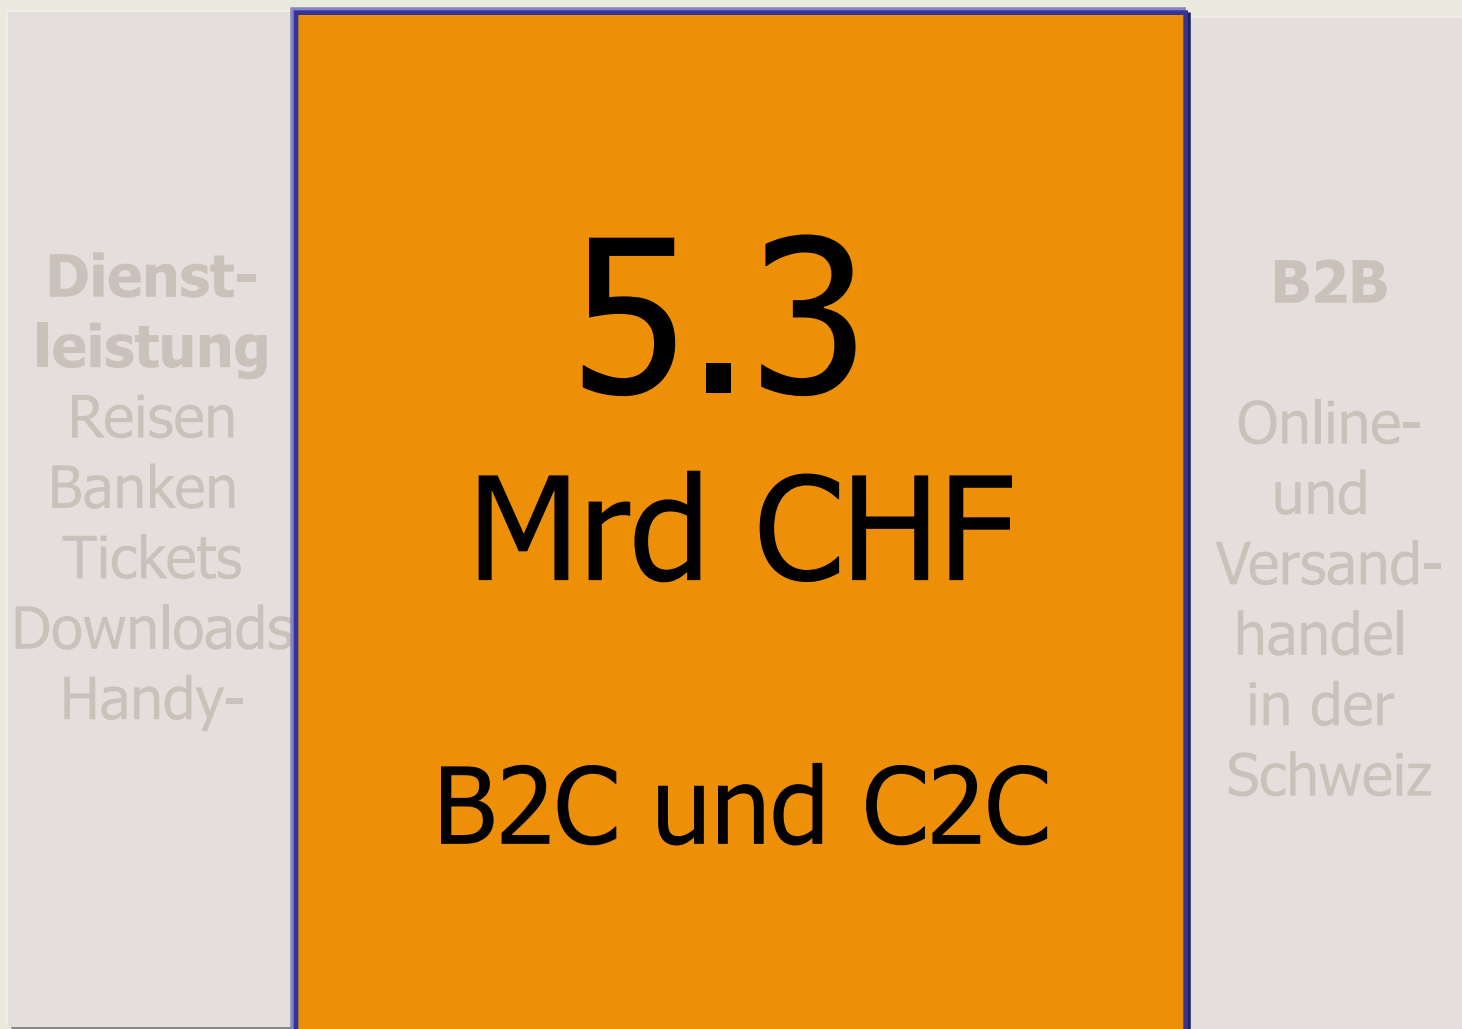 Dienst-
leistung
Reisen
Banken
Tickets
Downloads
Handy-
5.3
Mrd CHF
B2C und C2C
B2B
Online-
und
Versand-
handel
in der
Schweiz